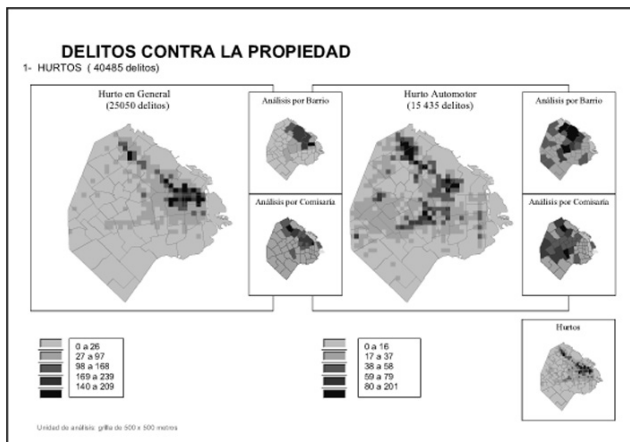 DELITOS CONTRA LA PROPIEDAD
1- HURTOS ( 40485 delitos)
Hurto en General
(25050 delitos)
Análisis por Barrio
Análisis por Comisaría
Hurto Automotor
(15 435 delitos)
Análisis por Barrio
Análisis por Comisaría
Hurtos
0 a 26
27 a 97
98 a 168
169 a 239
140 a 209
0 a 16
17 a 37
38 a 58
59 a 79
80 a 201
Unidad de análisis: grilla de 500 x 500 metros